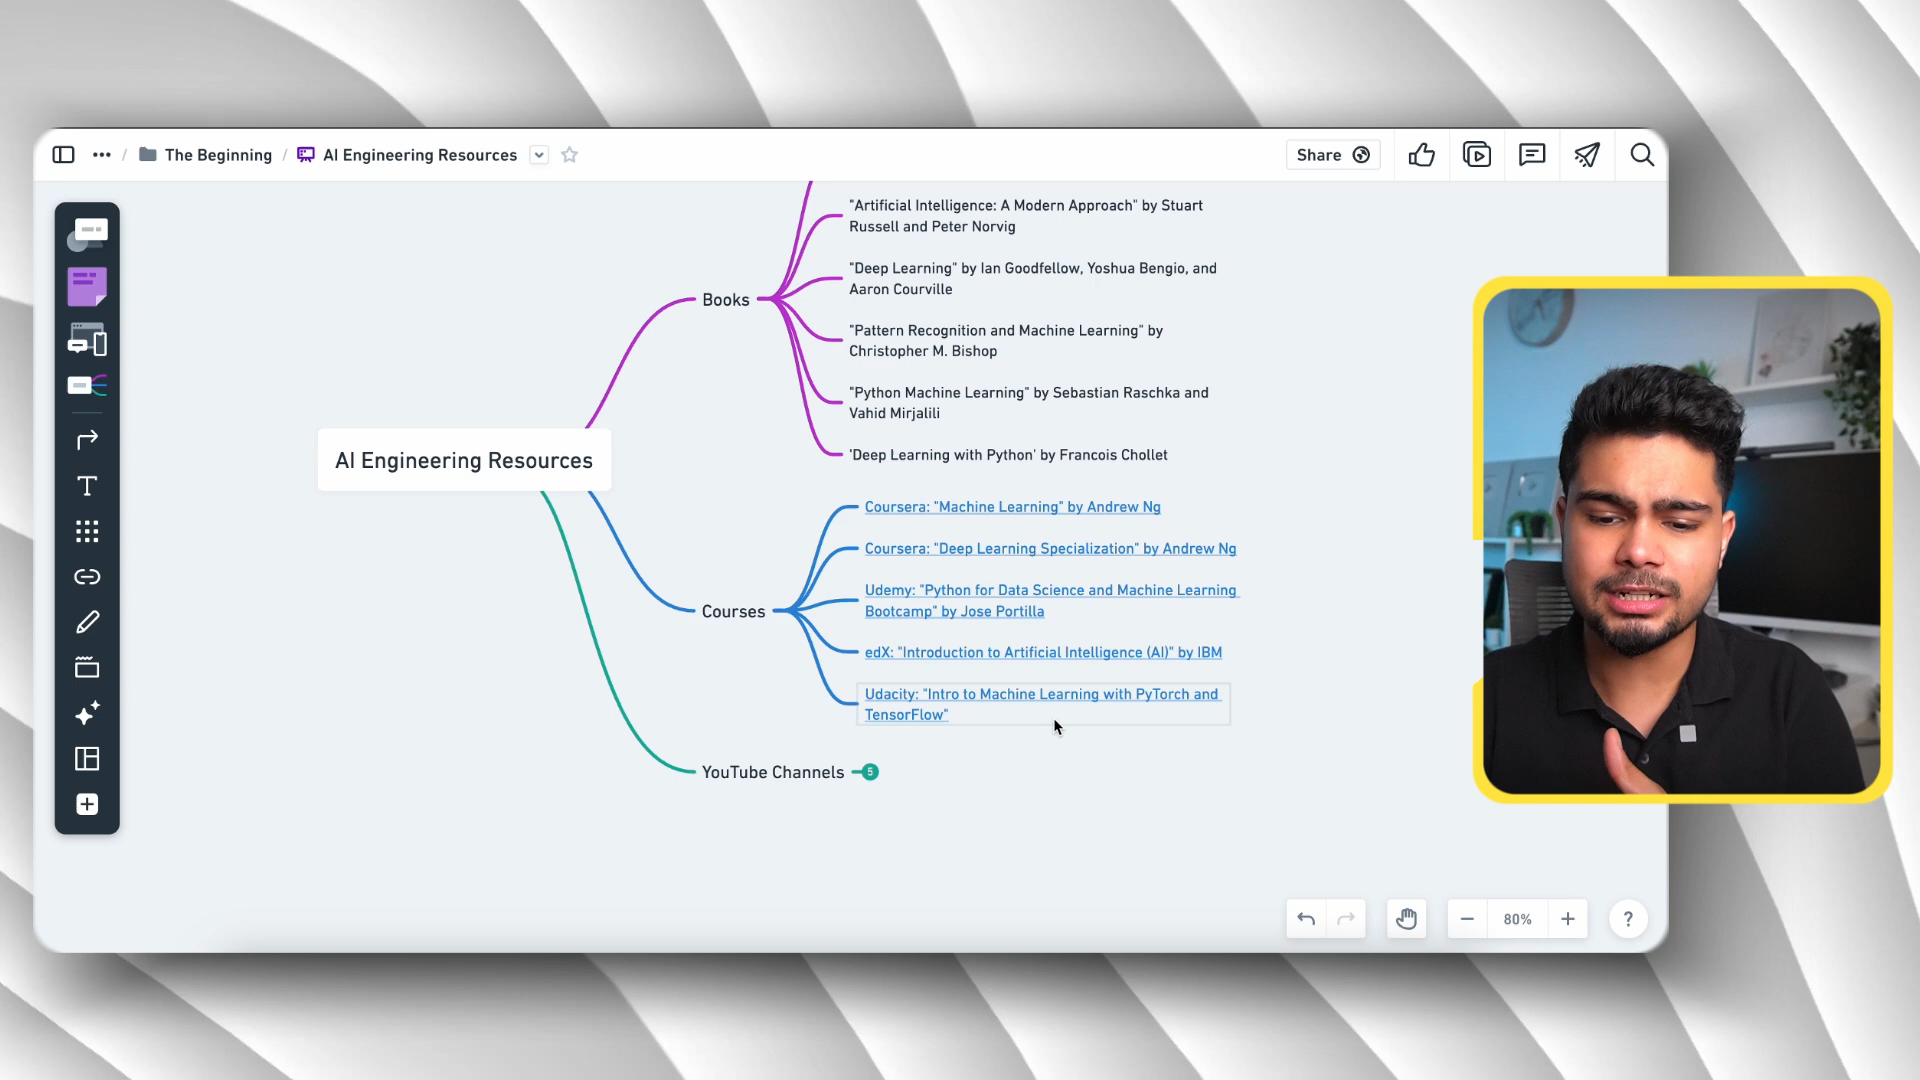 ••• / The Beginning / AI Engineering Resources
Share
"Artificial Intelligence: A Modern Approach" by Stuart
Russell and Peter Norvig
"Deep Learning" by Ian Goodfellow, Yoshua Bengio, and
Aaron Courville
Books
"Pattern Recognition and Machine Learning" by
Christopher M. Bishop
"Python Machine Learning" by Sebastian Raschka and
Vahid Mirjalili
'Deep Learning with Python' by Francois Chollet
AI Engineering Resources
Coursera: "Machine Learning" by Andrew Ng
Coursera: "Deep Learning Specialization" by Andrew Ng
Udemy: "Python for Data Science and Machine Learning
Bootcamp" by Jose Portilla
Courses
edX: "Introduction to Artificial Intelligence (AI)" by IBM
Udacity: "Intro to Machine Learning with PyTorch and
TensorFlow"
YouTube Channels
5
T
80%
?